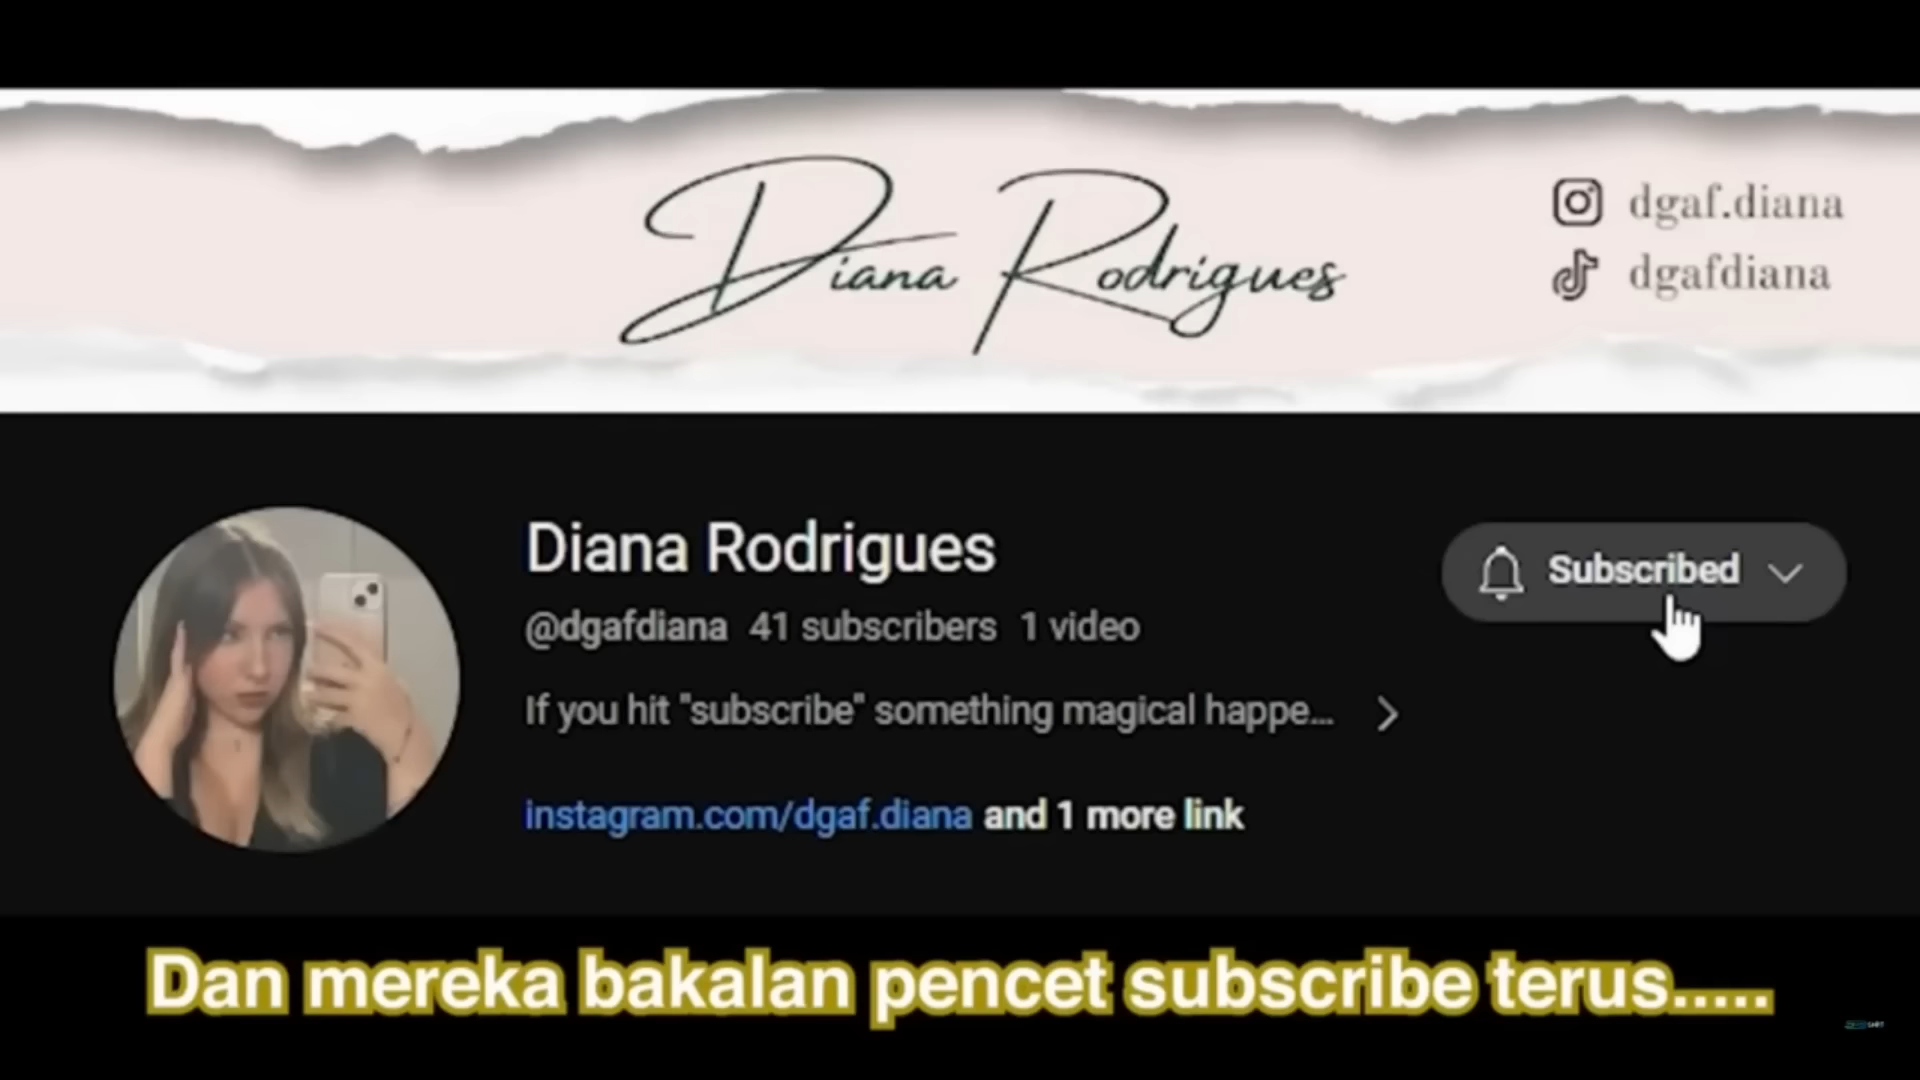 Diana Rodrigues
dgaf.diana
dgafdiana
Diana Rodrigues
Subscribed
@dgafdiana 41 subscribers 1 video
If you hit "subscribe" something magical happe...
instagram.com/dgaf.diana and 1 more link
Dan mereka bakalan pencet subscribe terus.....